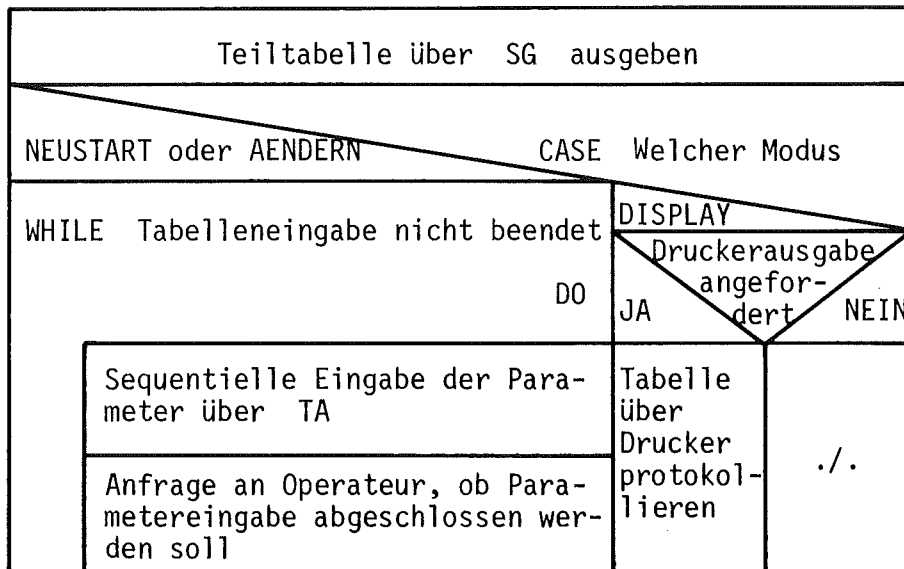 Teiltabelle über SG ausgeben
NEUSTART oder AENDERN CASE Welcher Modus
WHILE Tabelleneingabe nicht beendet
DO
DISPLAY
Druckerausgabe
angefor-
dert
JA
NEIN
Sequentielle Eingabe der Para-
meter über TA
Anfrage an Operateur, ob Para-
metereingabe abgeschlossen wer-
den soll
Tabelle
über
Drucker
protokol-
lieren
./.